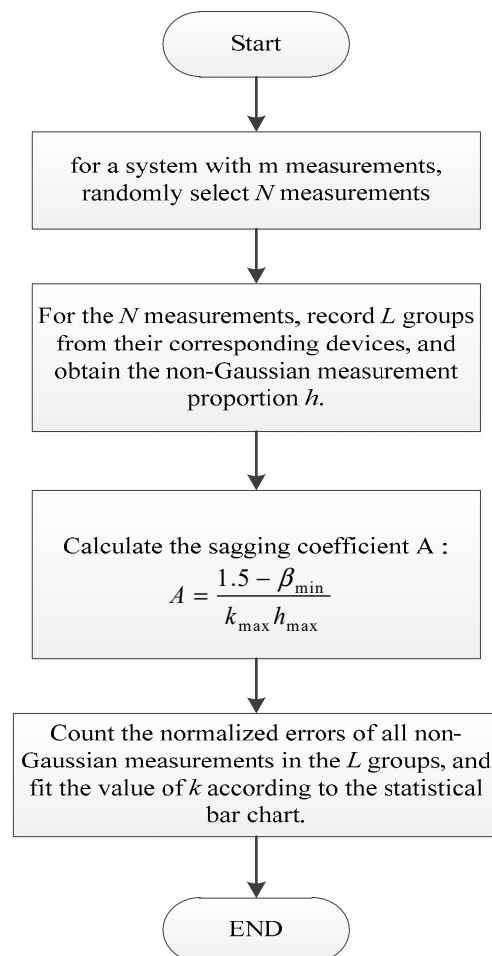 Start
for a system with m measurements,
randomly select N measurements
For the N measurements, record L groups
from their corresponding devices, and
obtain the non-Gaussian measurement
proportion h.
Calculate the sagging coefficient A :
A = (1.5 − β_min) / (k_max h_max)
Count the normalized errors of all non-
Gaussian measurements in the L groups, and
fit the value of k according to the statistical
bar chart.
END